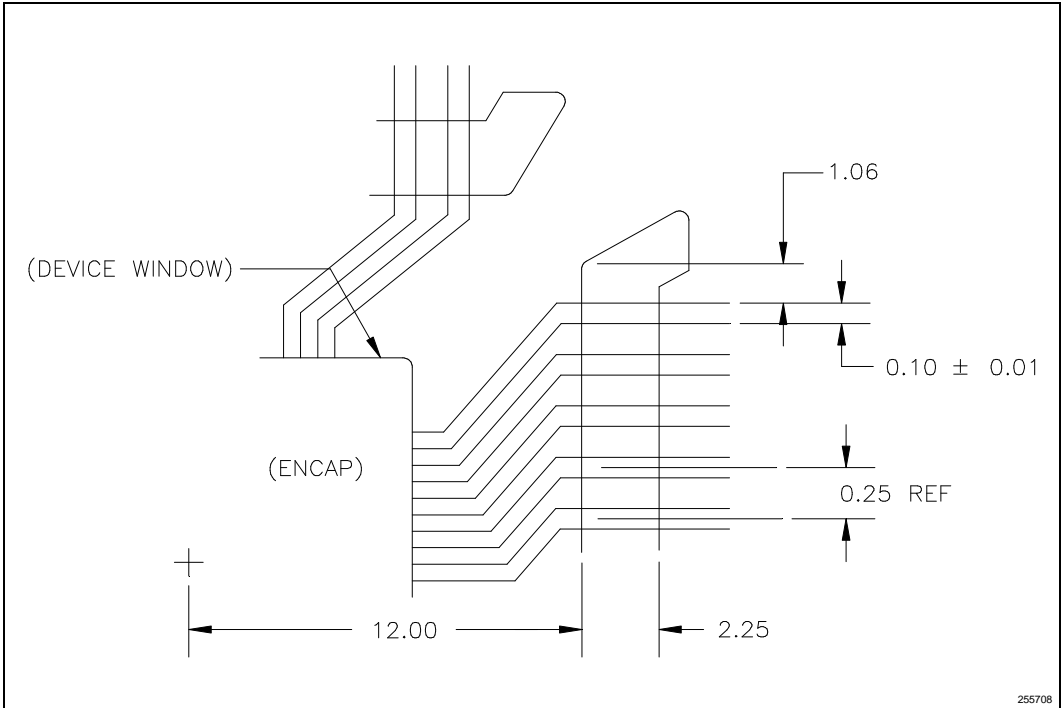 1.06
(DEVICE WINDOW)
0.10 ± 0.01
(ENCAP)
0.25 REF
12.00
2.25
255708